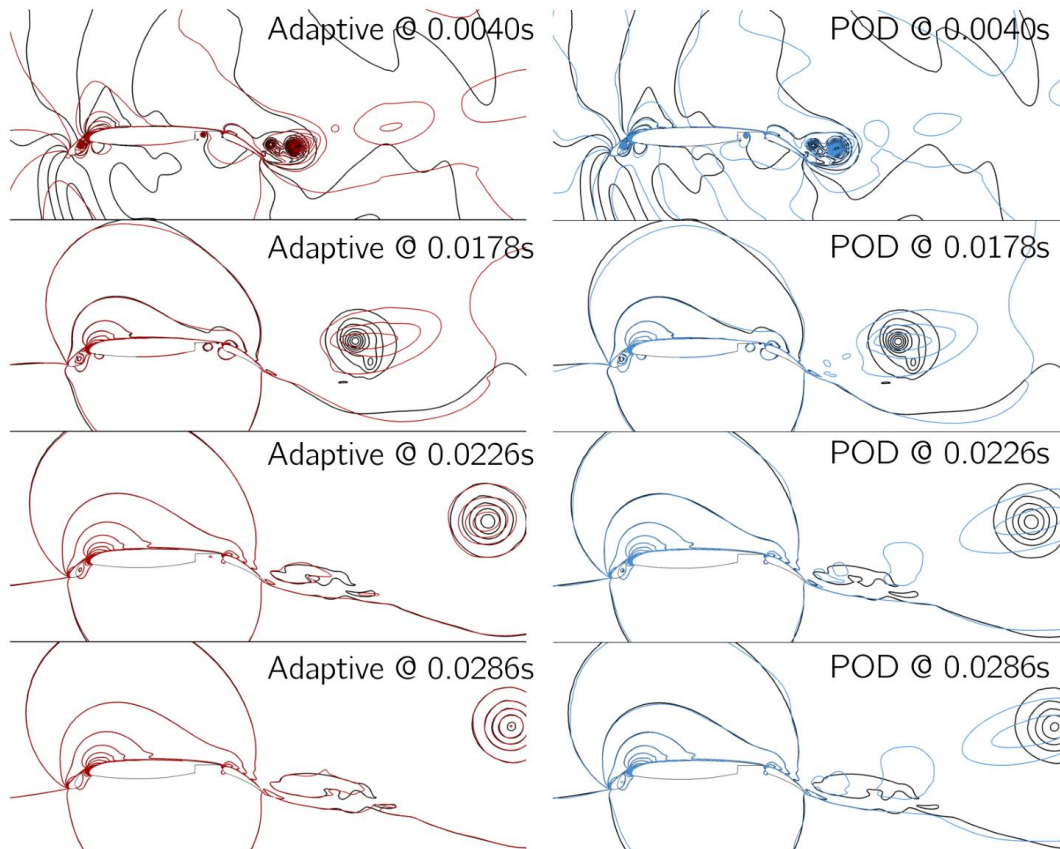 Adaptive @ 0.0040s
POD @ 0.0040s
Adaptive @ 0.0178s
POD @ 0.0178s
Adaptive @ 0.0226s
POD @ 0.0226s
Adaptive @ 0.0286s
POD @ 0.0286s